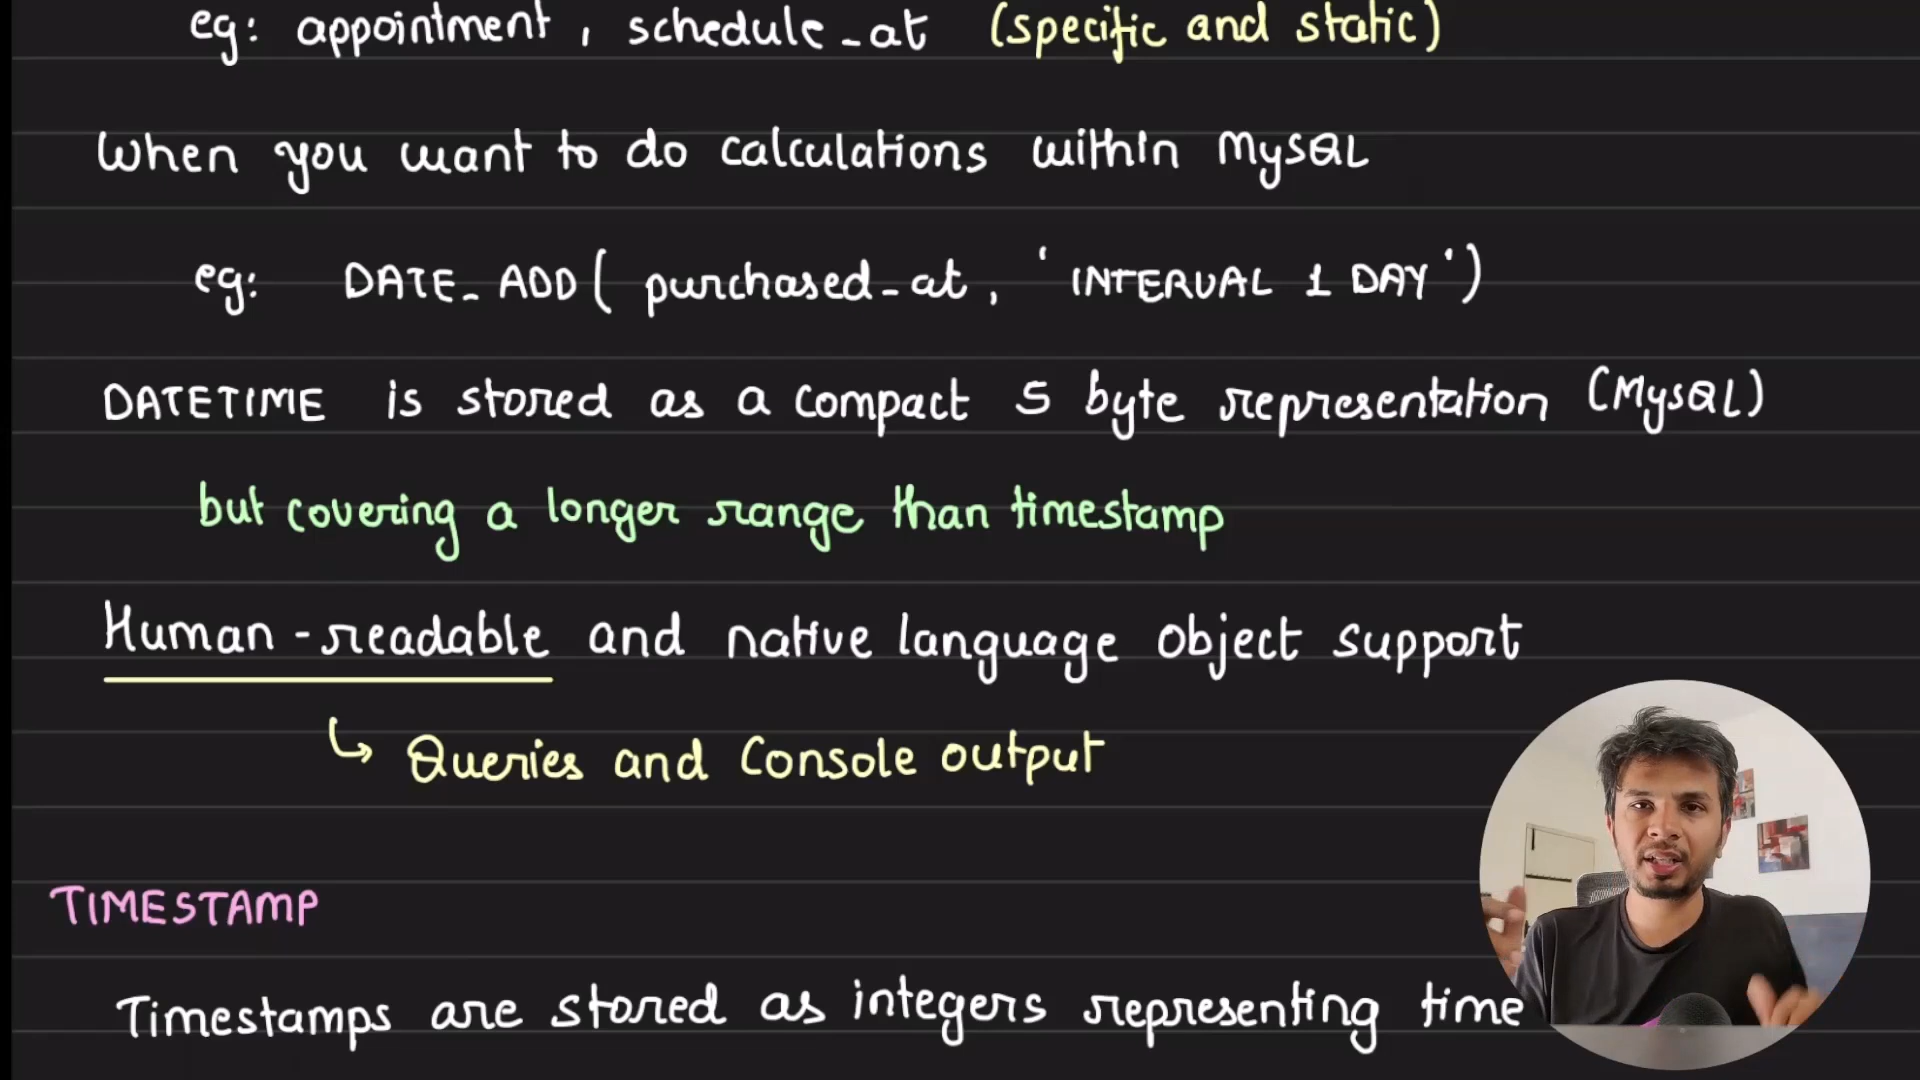 eg: appointment, schedule_at (specific and static)
When you want to do calculations within MySQL
eg: DATE_ADD( purchased_at, 'INTERVAL 1 DAY')
DATETIME is stored as a compact 5 byte representation (MySQL)
but covering a longer range than timestamp
Human-readable and native language object support
↳ Queries and Console output
TIMESTAMP
Timestamps are stored as integers representing time